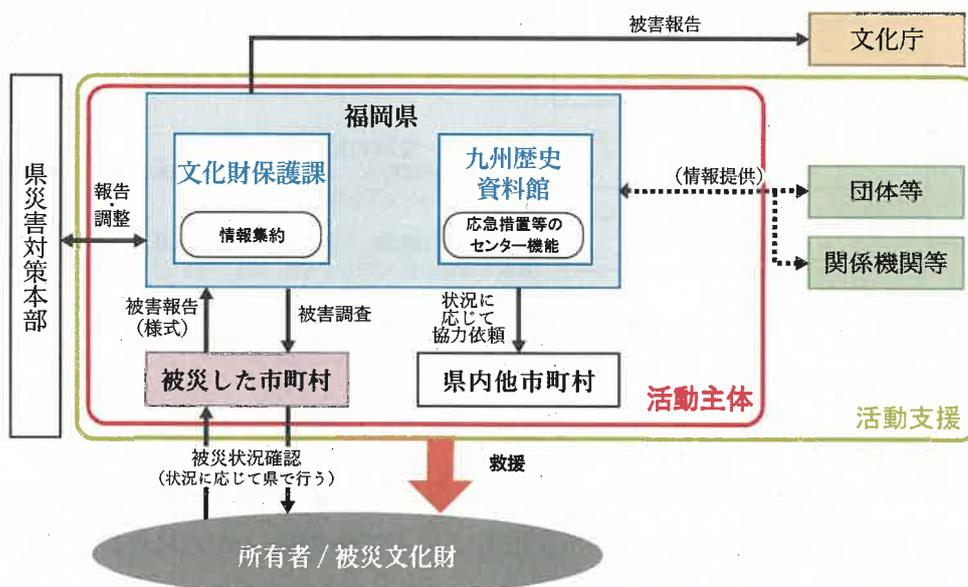 被害報告
文化庁
福岡県
文化財保護課
情報集約
九州歴史
資料館
応急措置等の
センター機能
県災害対策本部
報告・
調整
(情報提供)
団体等
関係機関等
被害報告
(様式)
被害調査
状況に
応じて
協力依頼
被災した市町村
県内他市町村
活動主体
活動支援
被災状況確認
(状況に応じて県で行う)
救援
所有者 / 被災文化財